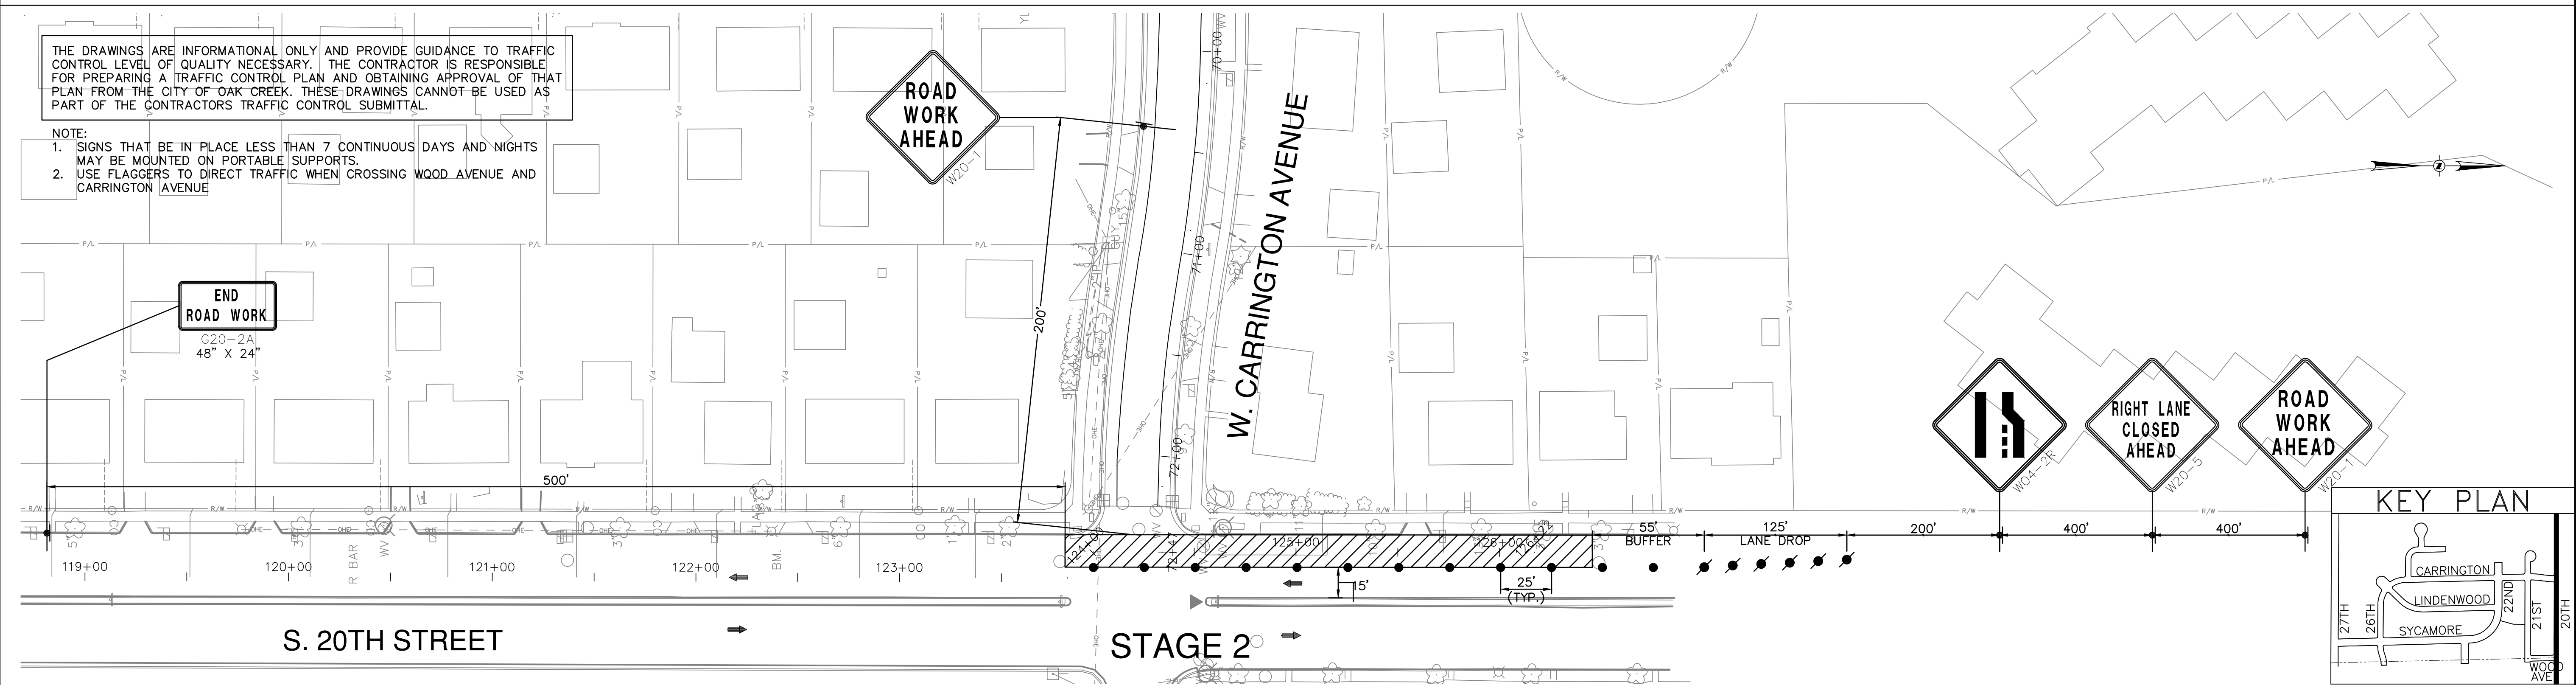 THE DRAWINGS ARE INFORMATIONAL ONLY AND PROVIDE GUIDANCE TO TRAFFIC
CONTROL LEVEL OF QUALITY NECESSARY. THE CONTRACTOR IS RESPONSIBLE
FOR PREPARING A TRAFFIC CONTROL PLAN AND OBTAINING APPROVAL OF THAT
PLAN FROM THE CITY OF OAK CREEK. THESE DRAWINGS CANNOT BE USED AS
PART OF THE CONTRACTORS TRAFFIC CONTROL SUBMITTAL.
NOTE:
1. SIGNS THAT BE IN PLACE LESS THAN 7 CONTINUOUS DAYS AND NIGHTS
MAY BE MOUNTED ON PORTABLE SUPPORTS.
2. USE FLAGGERS TO DIRECT TRAFFIC WHEN CROSSING WOOD AVENUE AND
CARRINGTON AVENUE
ROAD
WORK
AHEAD
W20-1
END
ROAD WORK
G20-2A
48" X 24"
200'
500'
W. CARRINGTON AVENUE
70+00
71+00
72+00
P/L
P/L
P/L
P/L
P/L
P/L
P/L
R/W
R/W
R/W
R/W
OHE
R BAR
BM.
119+00
120+00
121+00
122+00
123+00
124+00
125+00
126+00
15'
25'
(TYP.)
55'
BUFFER
125'
LANE DROP
200'
400'
400'
W04-2R
RIGHT LANE
CLOSED
AHEAD
W20-5
ROAD
WORK
AHEAD
W20-1
S. 20TH STREET
STAGE 2
KEY PLAN
CARRINGTON
LINDENWOOD
SYCAMORE
27TH
26TH
22ND
21ST
20TH
WOOD
AVE